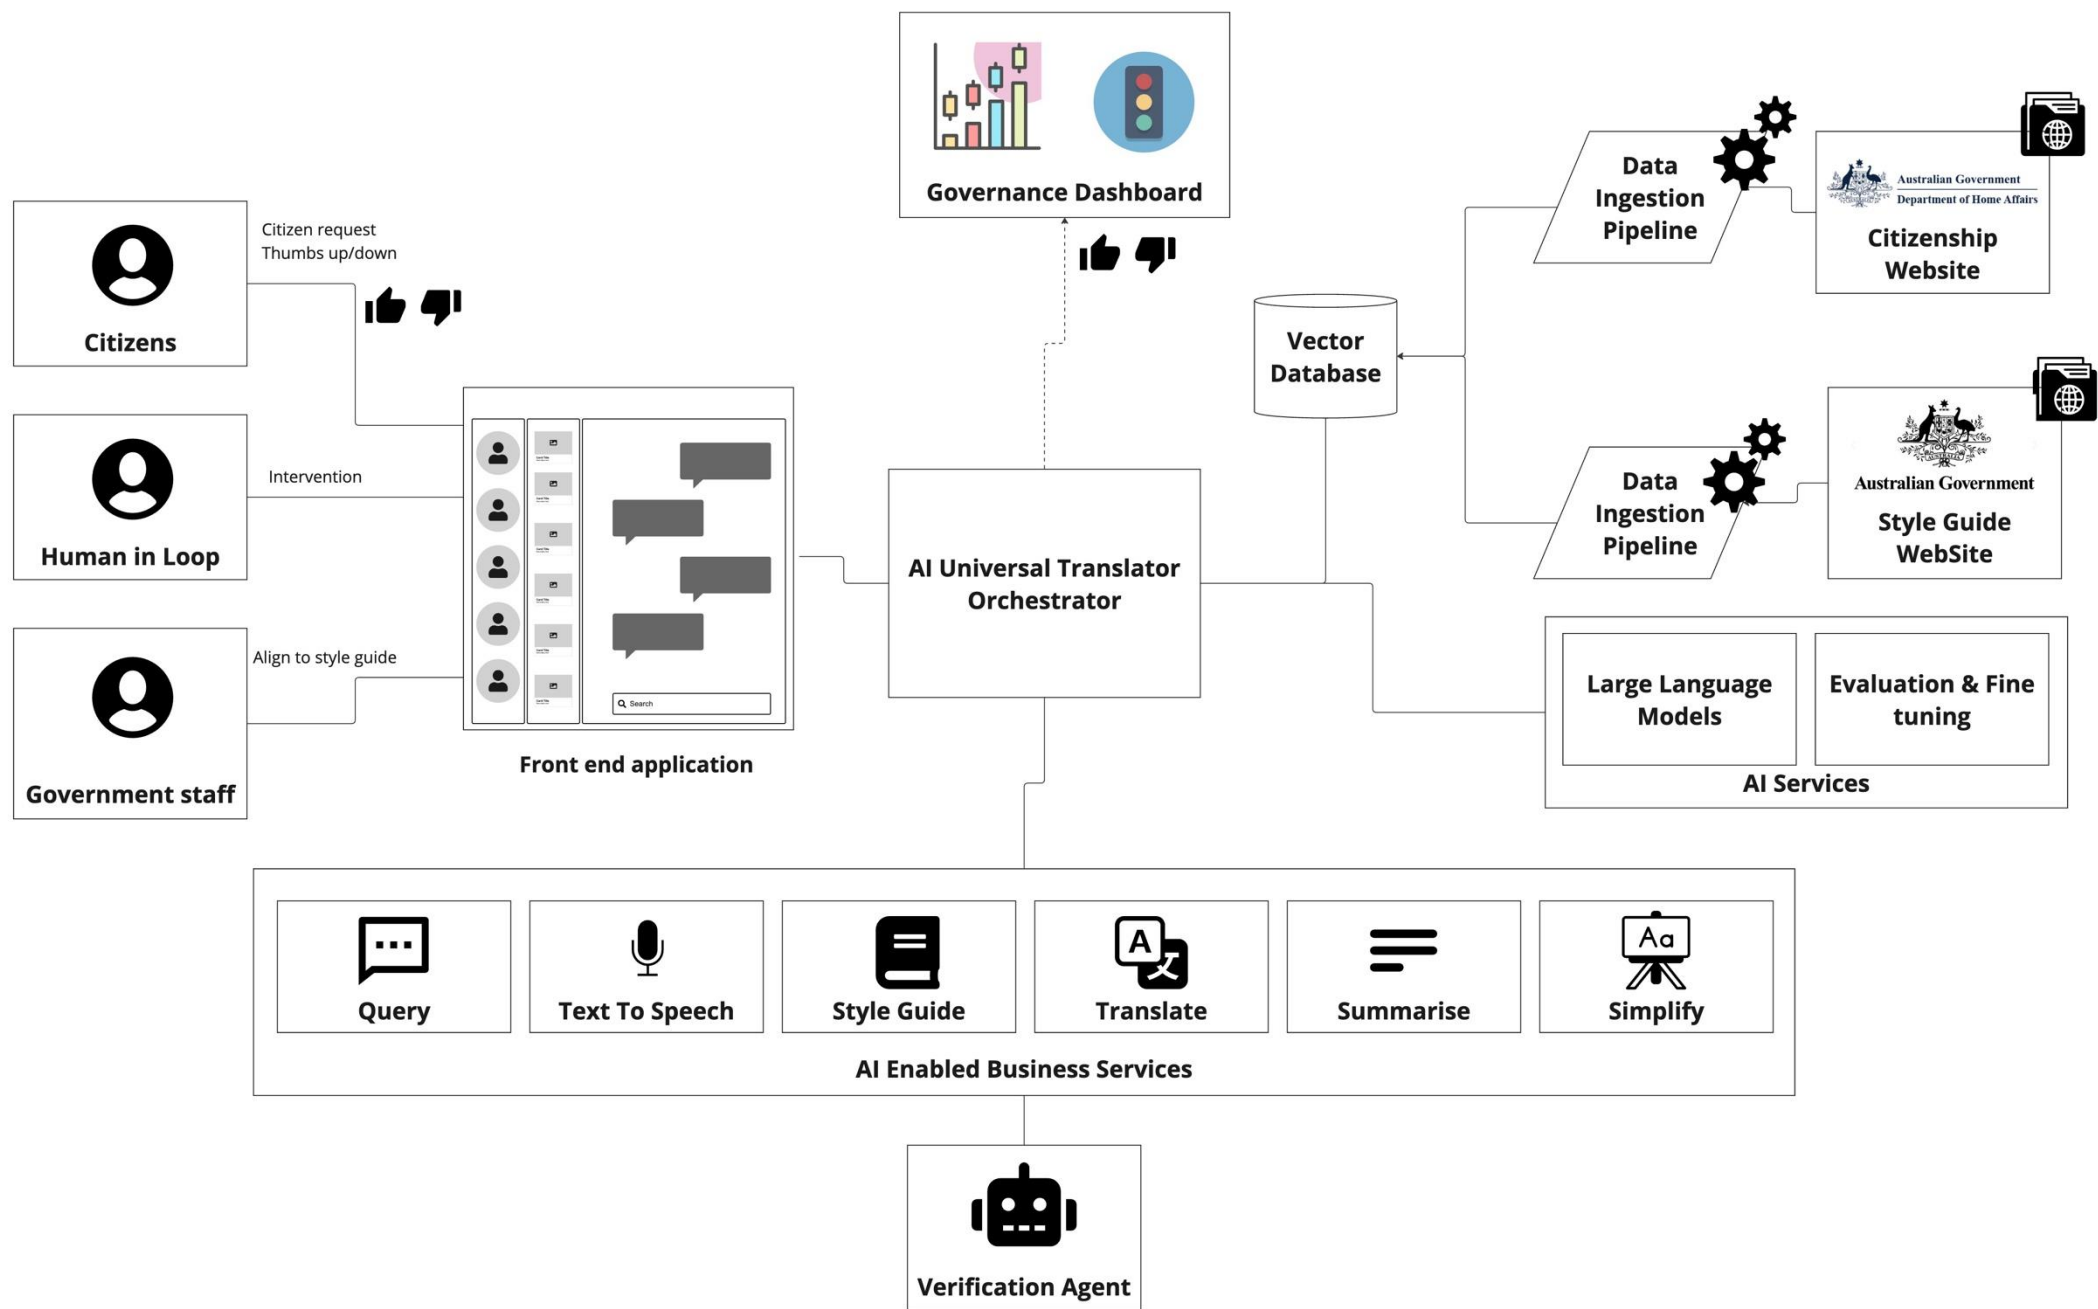 Governance Dashboard
Citizen request
Thumbs up/down
Citizens
Intervention
Human in Loop
Align to style guide
Government staff
Search
Front end application
AI Universal Translator
Orchestrator
Vector
Database
Data
Ingestion
Pipeline
Australian Government
Department of Home Affairs
Citizenship
Website
Data
Ingestion
Pipeline
AUSTRALIA
Australian Government
Style Guide
WebSite
Large Language
Models
Evaluation & Fine
tuning
AI Services
Query
Text To Speech
Style Guide
A
文
Translate
Summarise
Aa
Simplify
AI Enabled Business Services
Verification Agent